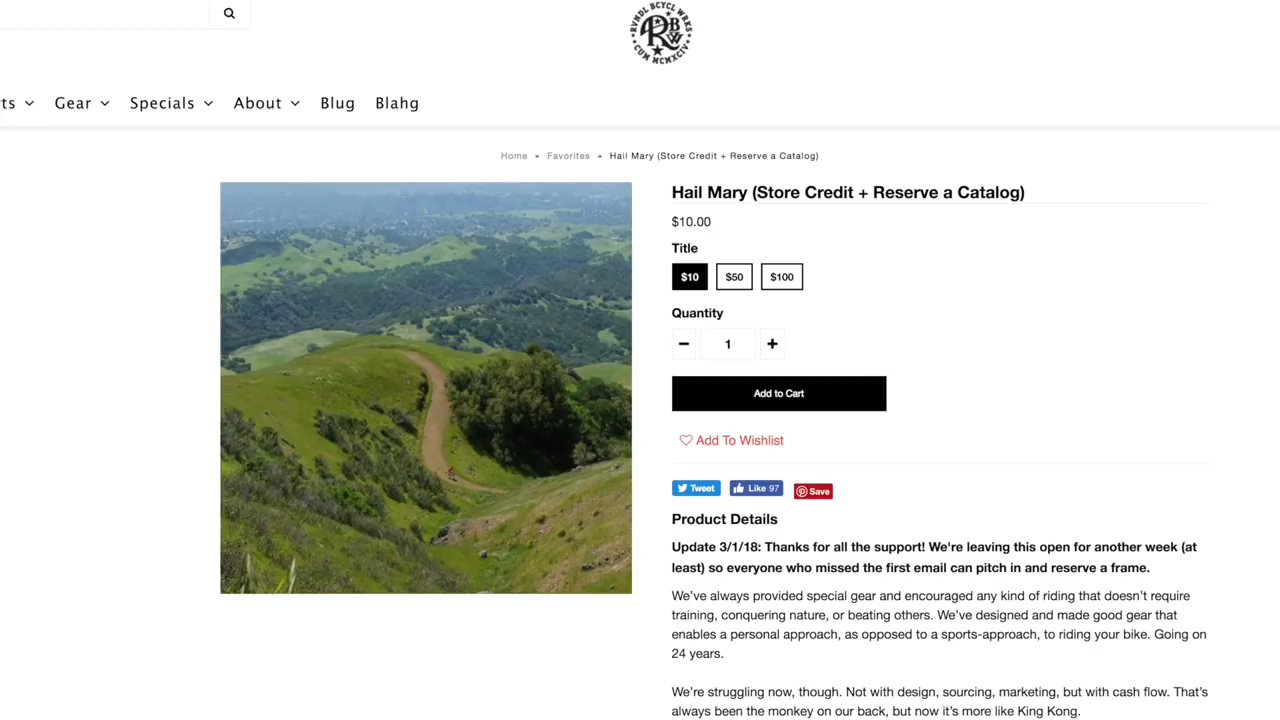 RVNDL BCYCL WRKS
RBW
CUM MCMXCIV
Gear
Specials
About
Blug
Blahg
Home » Favorites » Hail Mary (Store Credit + Reserve a Catalog)
Hail Mary (Store Credit + Reserve a Catalog)
$10.00
Title
$10 $50 $100
Quantity
− 1 +
Add to Cart
Add To Wishlist
Tweet Like 97 Save
Product Details
Update 3/1/18: Thanks for all the support! We're leaving this open for another week (at
least) so everyone who missed the first email can pitch in and reserve a frame.
We’ve always provided special gear and encouraged any kind of riding that doesn’t require
training, conquering nature, or beating others. We’ve designed and made good gear that
enables a personal approach, as opposed to a sports-approach, to riding your bike. Going on
24 years.
We’re struggling now, though. Not with design, sourcing, marketing, but with cash flow. That’s
always been the monkey on our back, but now it’s more like King Kong.